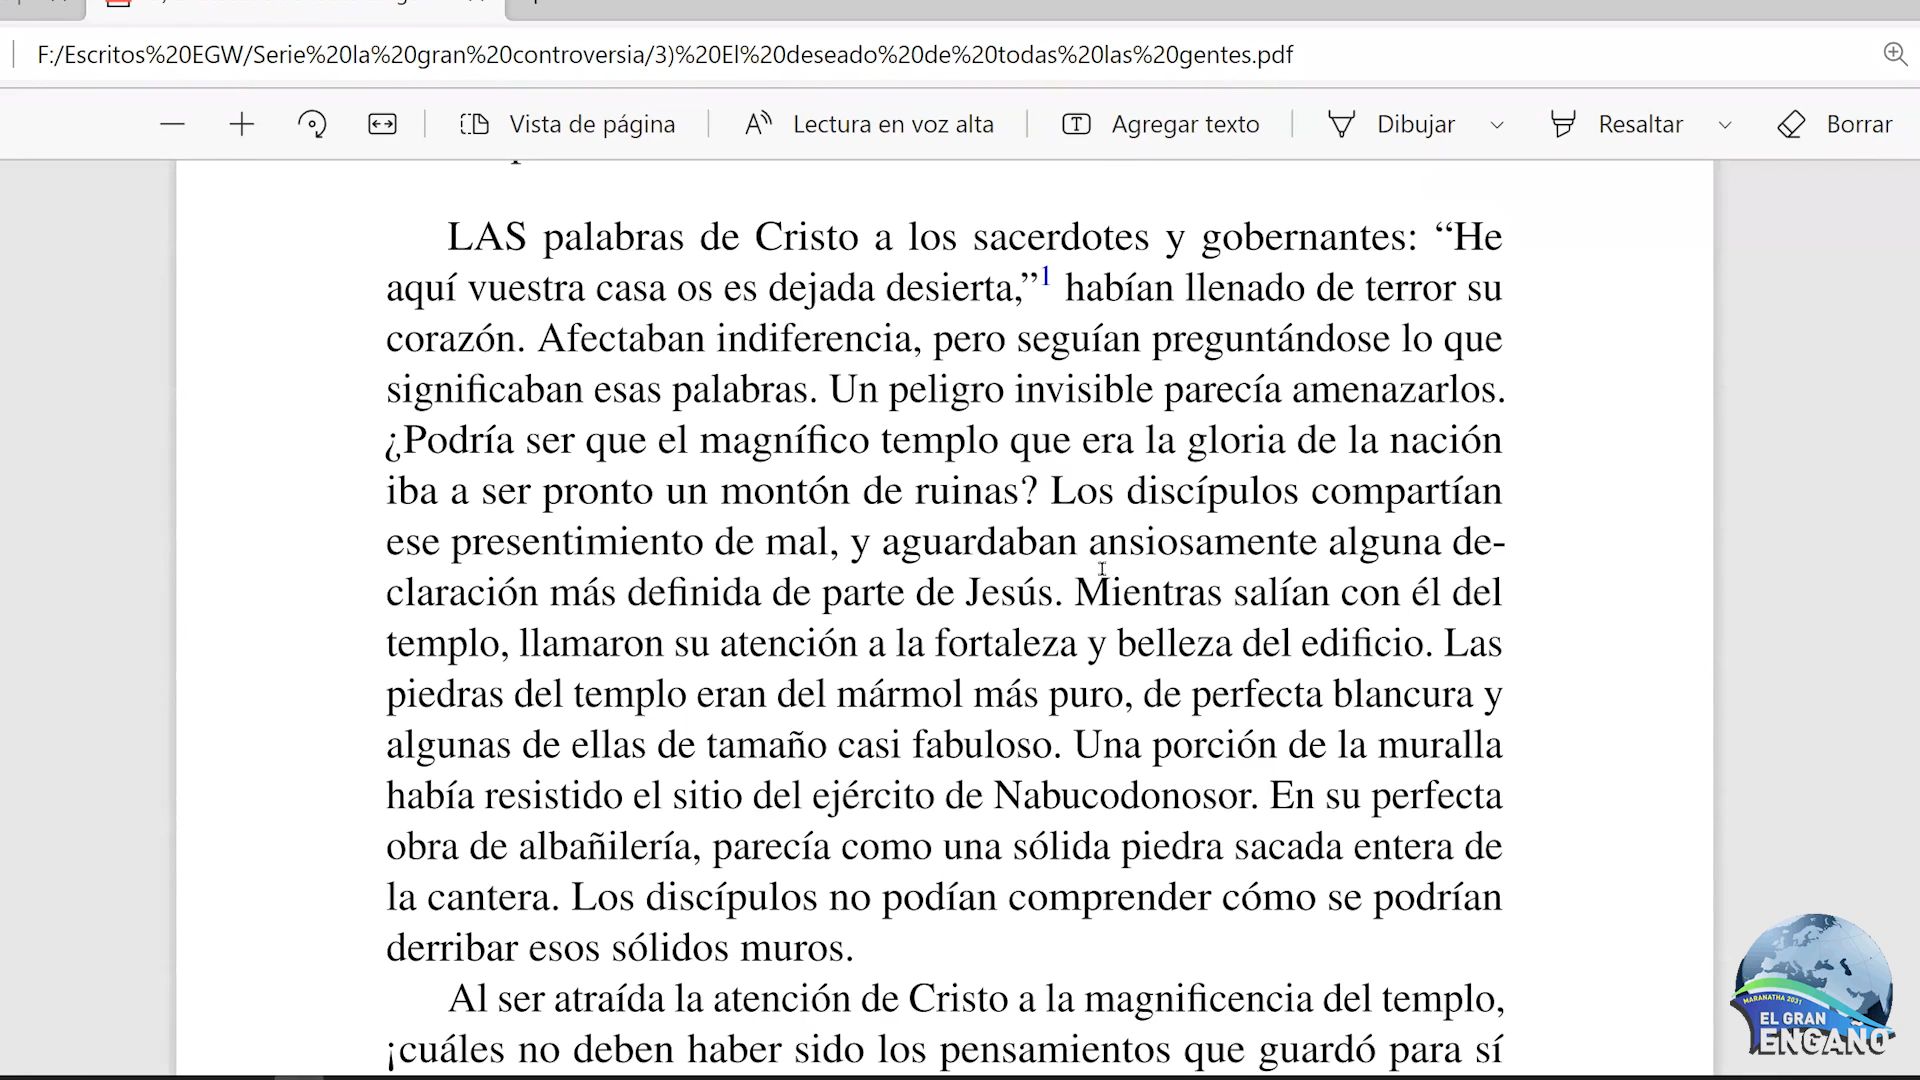 F:/Escritos%20EGW/Serie%20la%20gran%20controversia/3)%20El%20deseado%20de%20todas%20las%20gentes.pdf
Vista de página
Lectura en voz alta
Agregar texto
Dibujar
Resaltar
Borrar
LAS palabras de Cristo a los sacerdotes y gobernantes: “He
aquí vuestra casa os es dejada desierta,”1 habían llenado de terror su
corazón. Afectaban indiferencia, pero seguían preguntándose lo que
significaban esas palabras. Un peligro invisible parecía amenazarlos.
¿Podría ser que el magnífico templo que era la gloria de la nación
iba a ser pronto un montón de ruinas? Los discípulos compartían
ese presentimiento de mal, y aguardaban ansiosamente alguna de-
claración más definida de parte de Jesús. Mientras salían con él del
templo, llamaron su atención a la fortaleza y belleza del edificio. Las
piedras del templo eran del mármol más puro, de perfecta blancura y
algunas de ellas de tamaño casi fabuloso. Una porción de la muralla
había resistido el sitio del ejército de Nabucodonosor. En su perfecta
obra de albañilería, parecía como una sólida piedra sacada entera de
la cantera. Los discípulos no podían comprender cómo se podrían
derribar esos sólidos muros.
Al ser atraída la atención de Cristo a la magnificencia del templo,
¡cuáles no deben haber sido los pensamientos que guardó para sí
MARANATHA 2021
EL GRAN
ENGAÑO